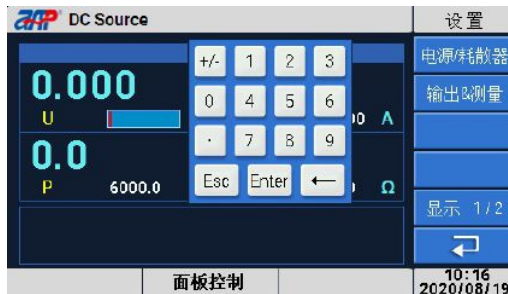 AAP DC Source
设置
电源/耗散器
输出&测量
显示 1/2
0.000
U
A
0.0
P 6000.0
Ω
+/- 1 2 3
0 4 5 6
· 7 8 9
Esc Enter ←
面板控制
10:16
2020/08/19